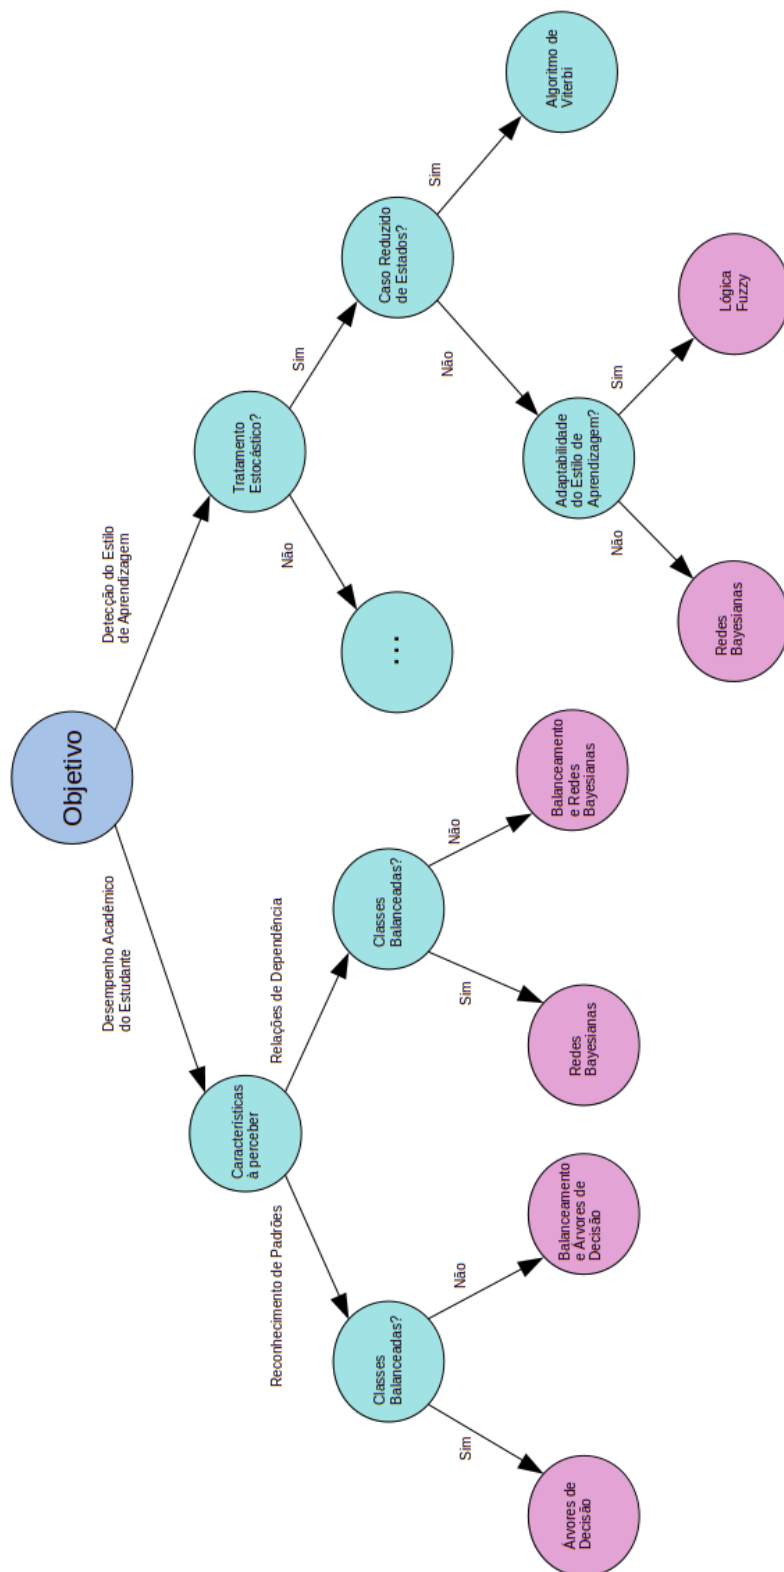 Objetivo
Desempenho Acadêmico
do Estudante
Detecção do Estilo
de Aprendizagem
Características
à perceber
Tratamento
Estocástico?
Reconhecimento de Padrões
Relações de Dependência
Não
Sim
Classes
Balanceadas?
Classes
Balanceadas?
...
Caso Reduzido
de Estados?
Sim
Não
Sim
Não
Não
Sim
Árvores de
Decisão
Balanceamento
e Árvores de
Decisão
Redes
Bayesianas
Balanceamento
e Redes
Bayesianas
Adaptabilidade
do Estilo de
Aprendizagem?
Algoritmo de
Viterbi
Não
Sim
Redes
Bayesianas
Lógica
Fuzzy